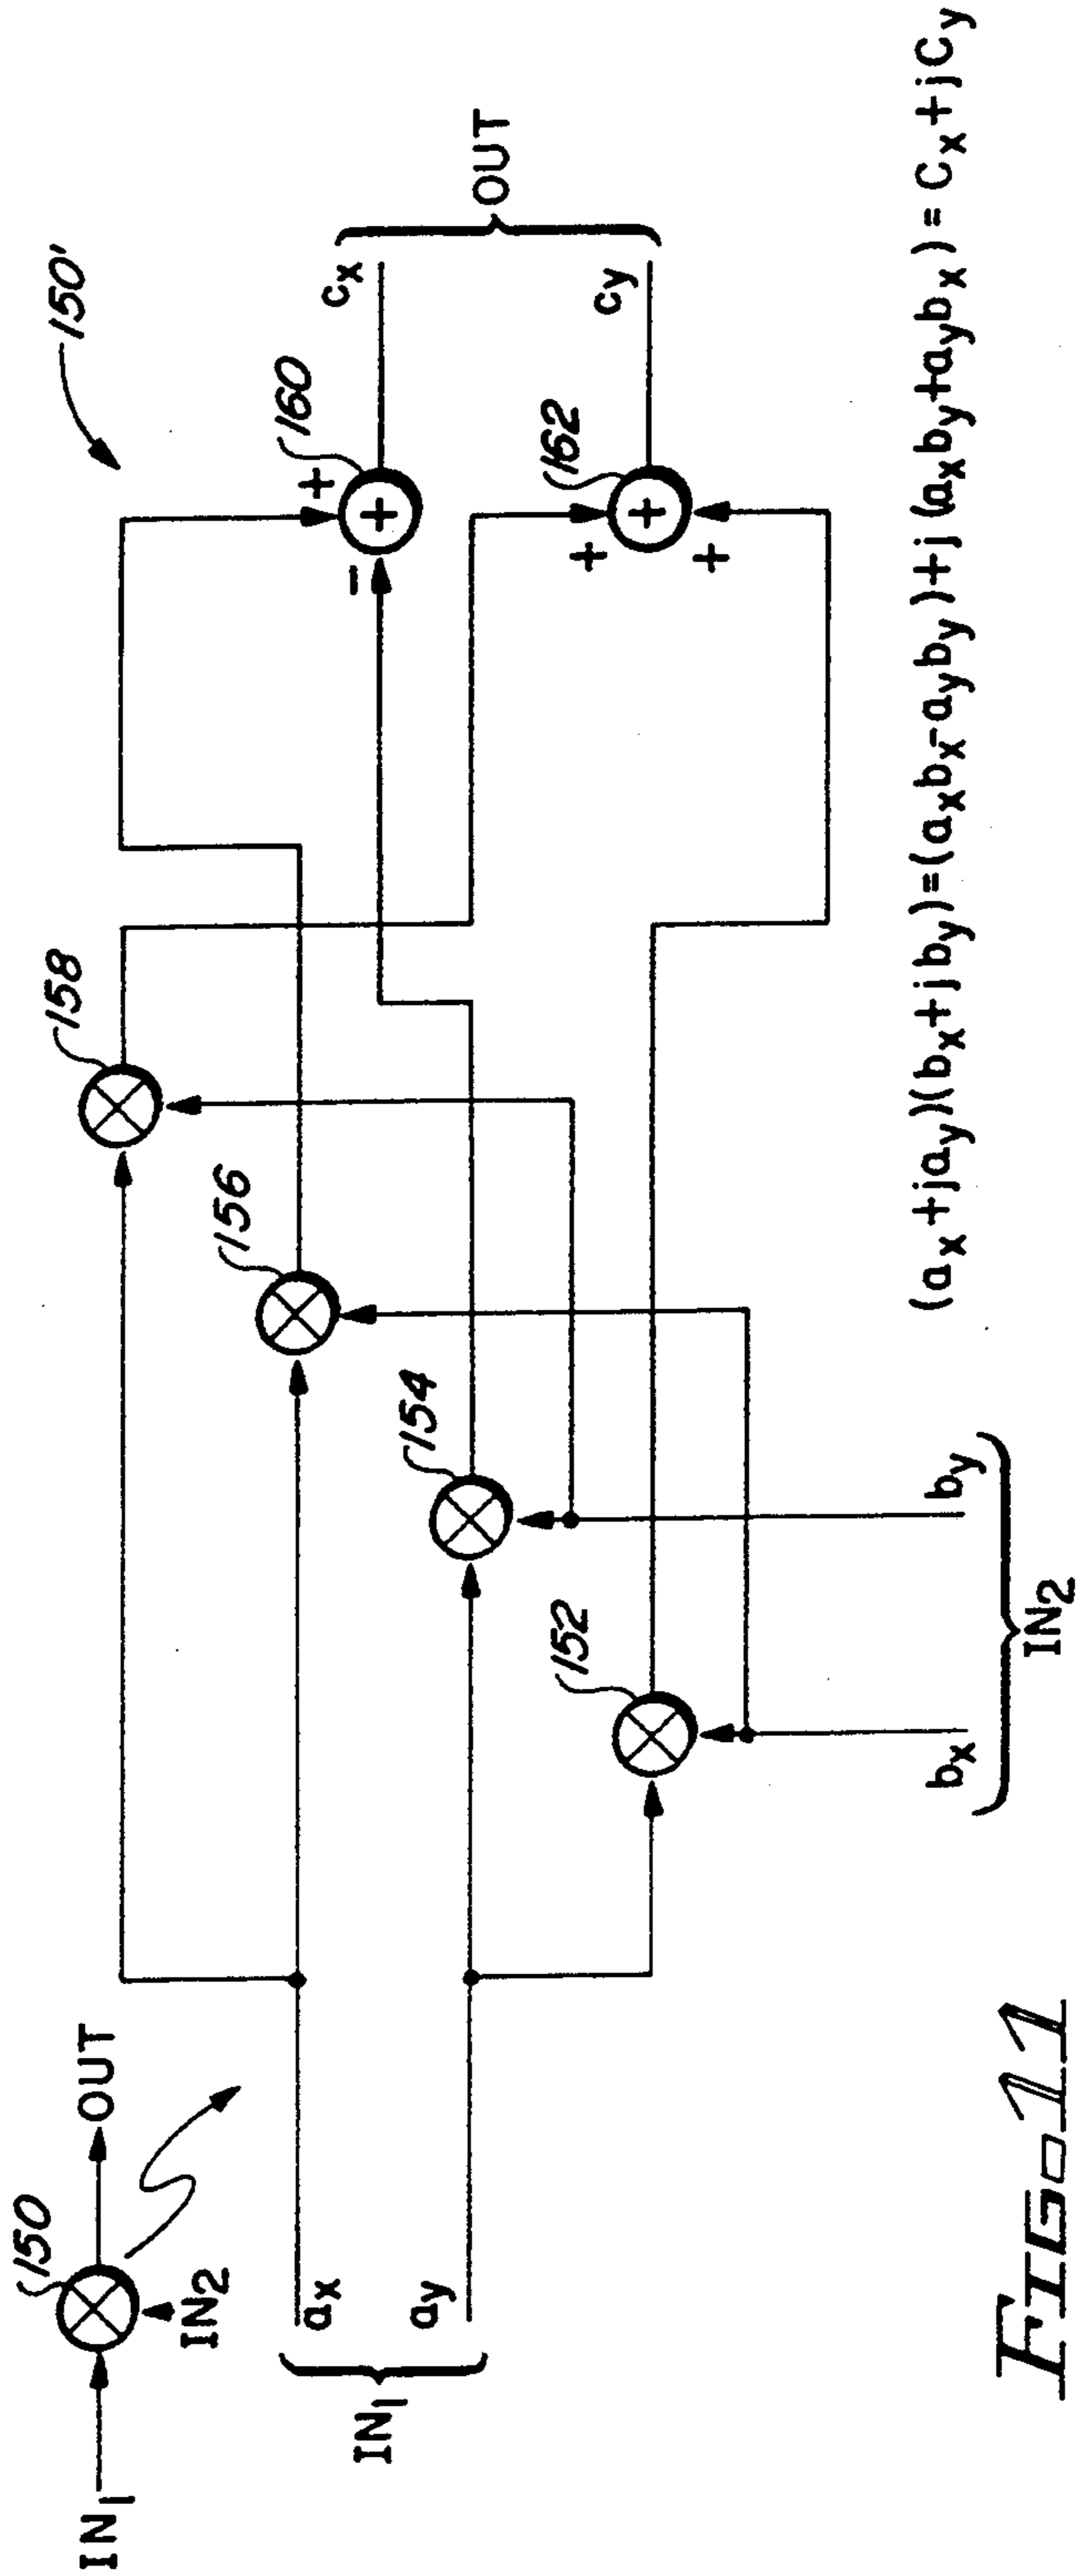 150
IN1
IN2
OUT
150'
158
156
154
152
160
162
ax
ay
IN1
bx
by
IN2
+
−
+
+
+
+
cx
cy
OUT
(ax+jay)(bx+jby)=(axbx-ayby)+j(axby+aybx)=Cx+jCy
FIG-11